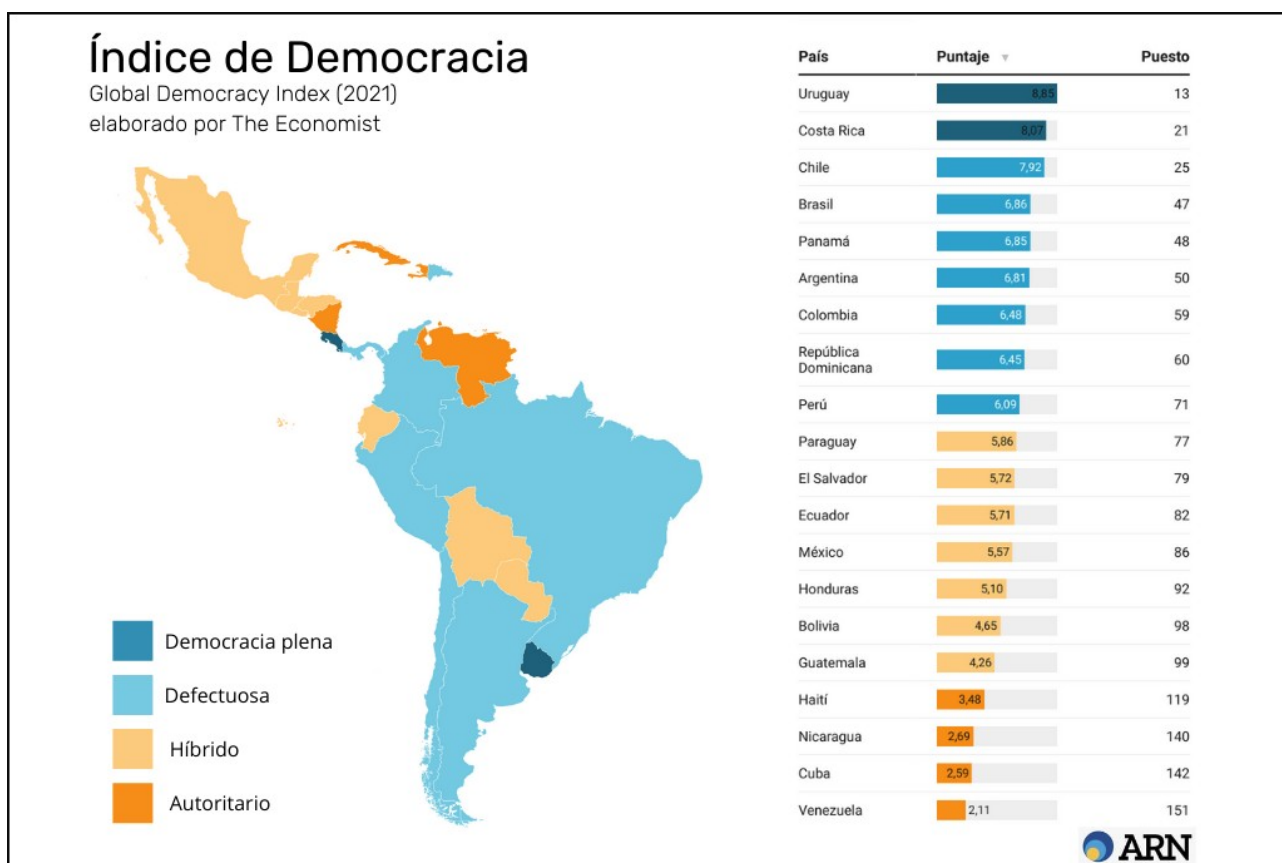 Índice de Democracia
Global Democracy Index (2021)
elaborado por The Economist
Democracia plena
Defectuosa
Híbrido
Autoritario
País Puntaje ▼ Puesto
Uruguay 8,85 13
Costa Rica 8,07 21
Chile 7,92 25
Brasil 6,86 47
Panamá 6,85 48
Argentina 6,81 50
Colombia 6,48 59
República
Dominicana 6,45 60
Perú 6,09 71
Paraguay 5,86 77
El Salvador 5,72 79
Ecuador 5,71 82
México 5,57 86
Honduras 5,10 92
Bolivia 4,65 98
Guatemala 4,26 99
Haití 3,48 119
Nicaragua 2,69 140
Cuba 2,59 142
Venezuela 2,11 151
ARN